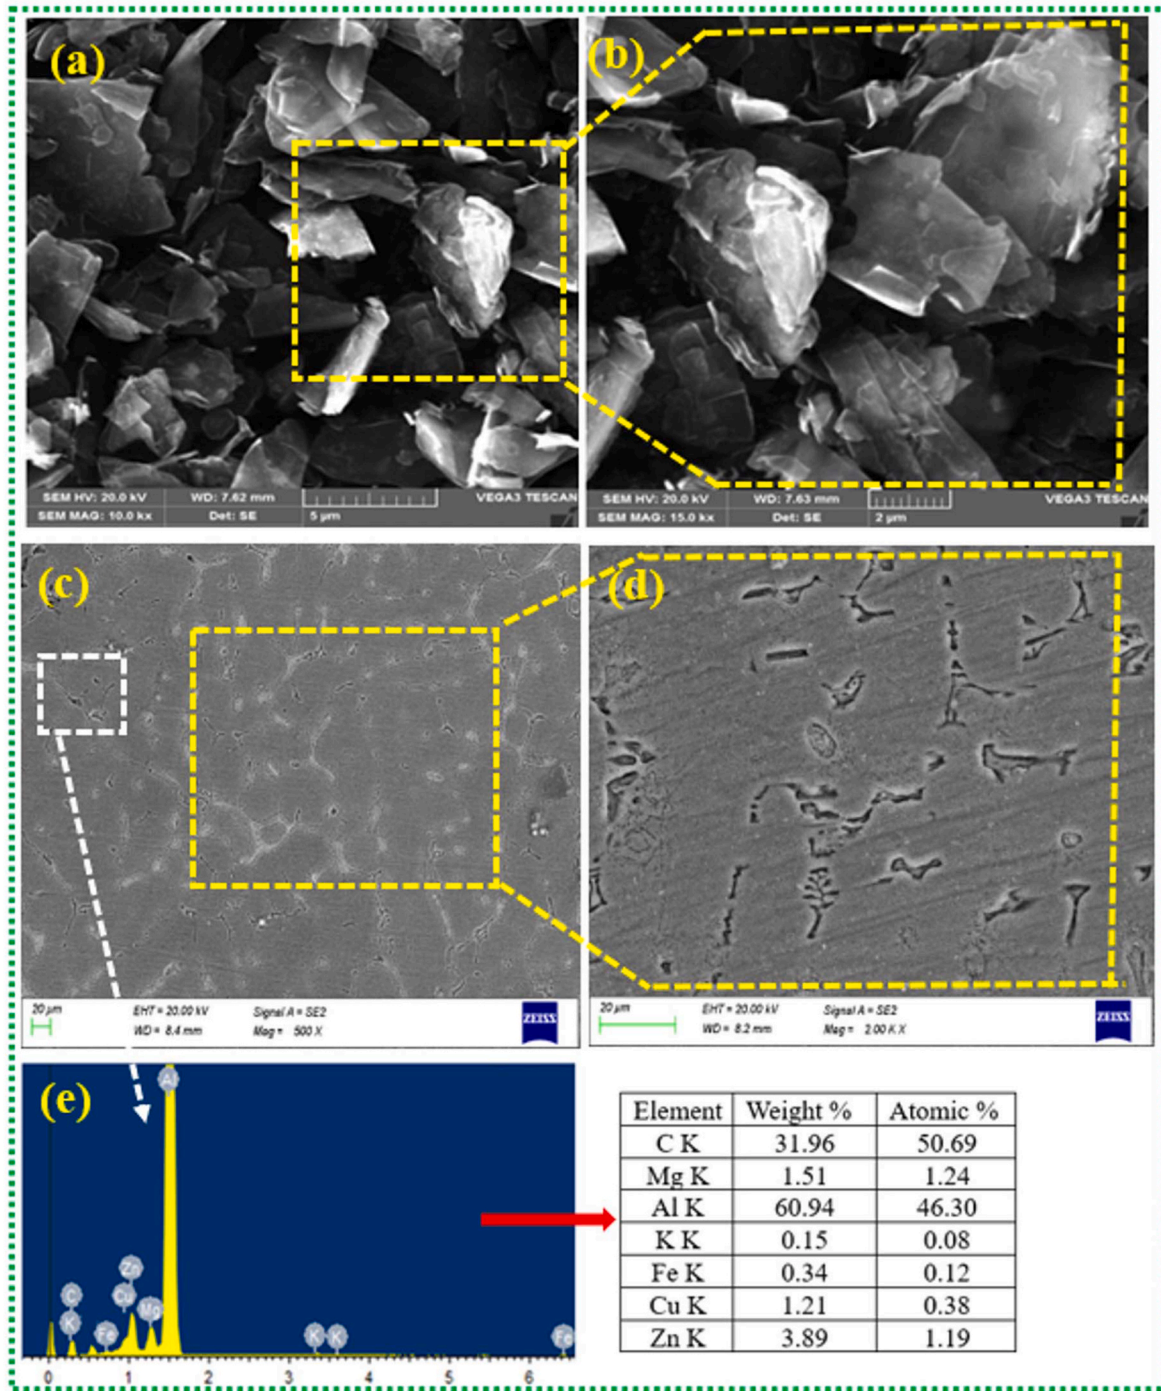 (a)
(b)
SEM HV: 20.0 kV WD: 7.62 mm VEGA3 TESCAN
SEM MAG: 10.0 kx Det: SE 5 µm
SEM HV: 20.0 kV WD: 7.63 mm VEGA3 TESCAN
SEM MAG: 15.0 kx Det: SE 2 µm
(c)
(d)
20 µm EHT = 20.00 kV Signal A = SE2 ZEISS
WD = 8.4 mm Mag = 500 X
20 µm EHT = 20.00 kV Signal A = SE2 ZEISS
WD = 8.2 mm Mag = 2.00 K X
(e)
Al
Zn
C Cu Mg
K Fe K K Fe
0 1 2 3 4 5 6
Element Weight % Atomic %
C K 31.96 50.69
Mg K 1.51 1.24
Al K 60.94 46.30
K K 0.15 0.08
Fe K 0.34 0.12
Cu K 1.21 0.38
Zn K 3.89 1.19